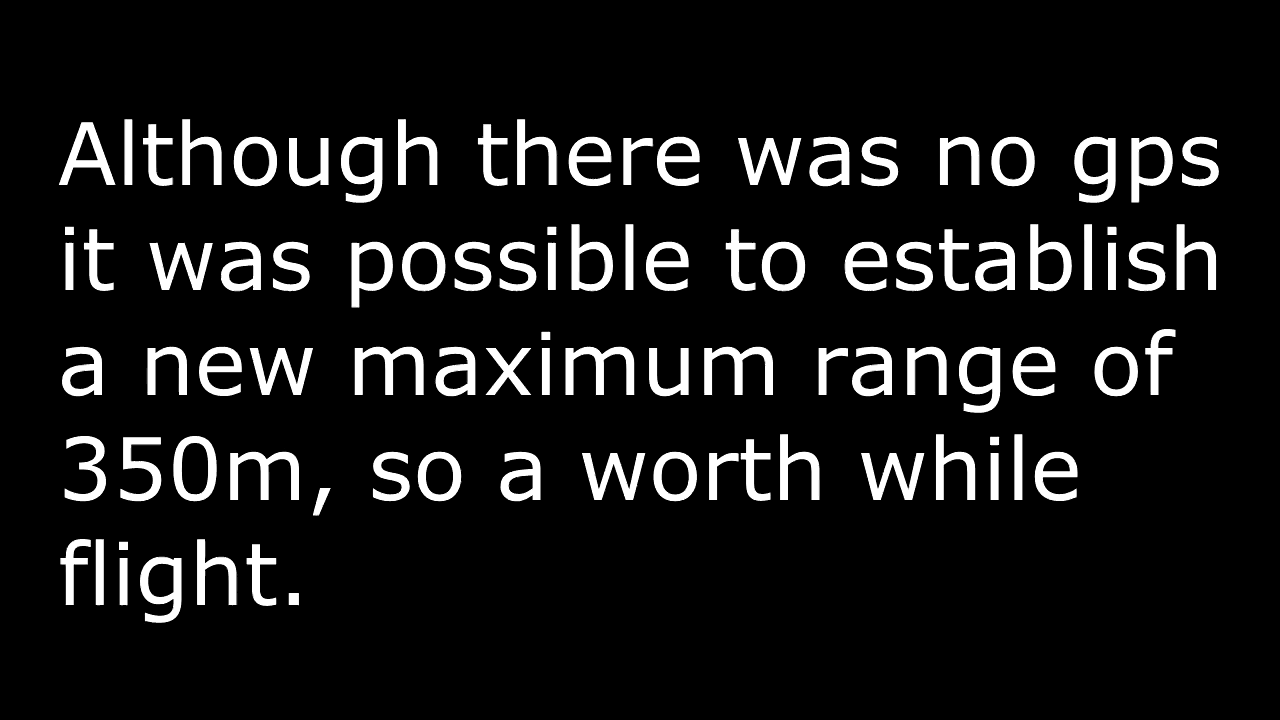 Although there was no gps
it was possible to establish
a new maximum range of
350m, so a worth while
flight.